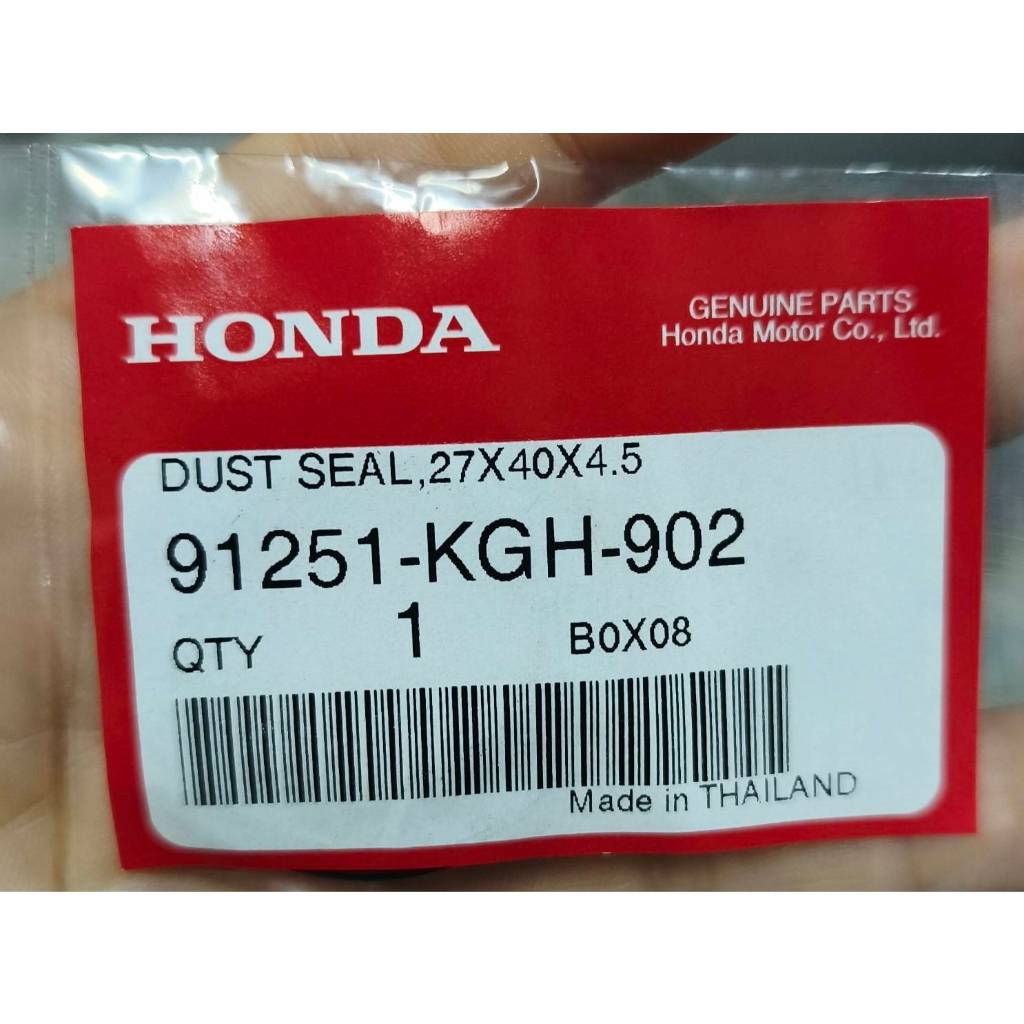 HONDA
GENUINE PARTS
Honda Motor Co., Ltd.
DUST SEAL,27X40X4.5
91251-KGH-902
QTY 1 B0X08
Made in THAILAND